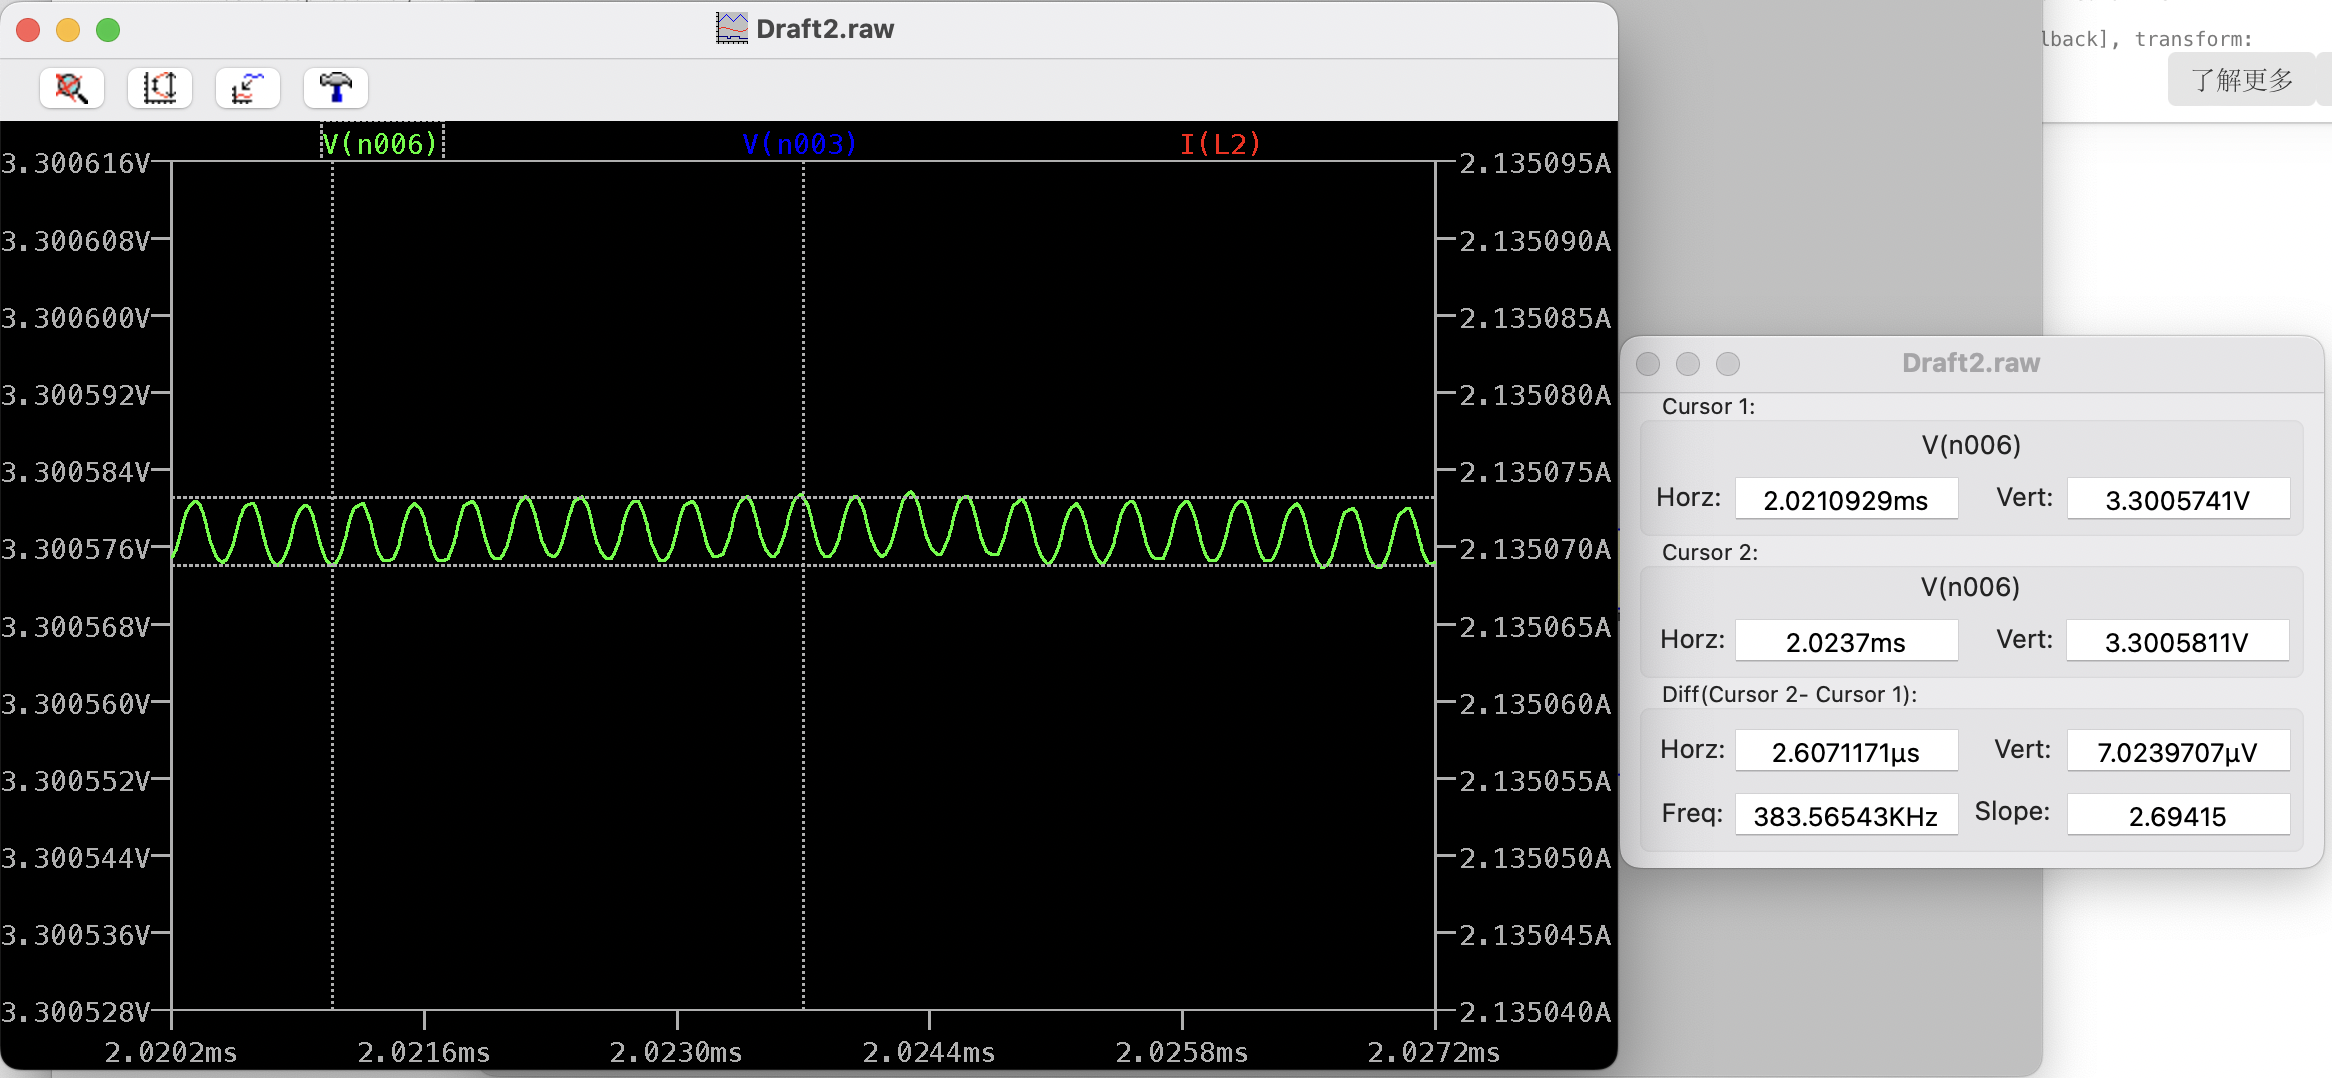 Draft2.raw
lback], transform:
了解更多
V(n006) V(n003) I(L2)
3.300616V 2.135095A
3.300608V 2.135090A
3.300600V 2.135085A
3.300592V 2.135080A
3.300584V 2.135075A
3.300576V 2.135070A
3.300568V 2.135065A
3.300560V 2.135060A
3.300552V 2.135055A
3.300544V 2.135050A
3.300536V 2.135045A
3.300528V 2.135040A
2.0202ms 2.0216ms 2.0230ms 2.0244ms 2.0258ms 2.0272ms
Draft2.raw
Cursor 1:
V(n006)
Horz: 2.0210929ms Vert: 3.3005741V
Cursor 2:
V(n006)
Horz: 2.0237ms Vert: 3.3005811V
Diff(Cursor 2- Cursor 1):
Horz: 2.6071171µs Vert: 7.0239707µV
Freq: 383.56543KHz Slope: 2.69415